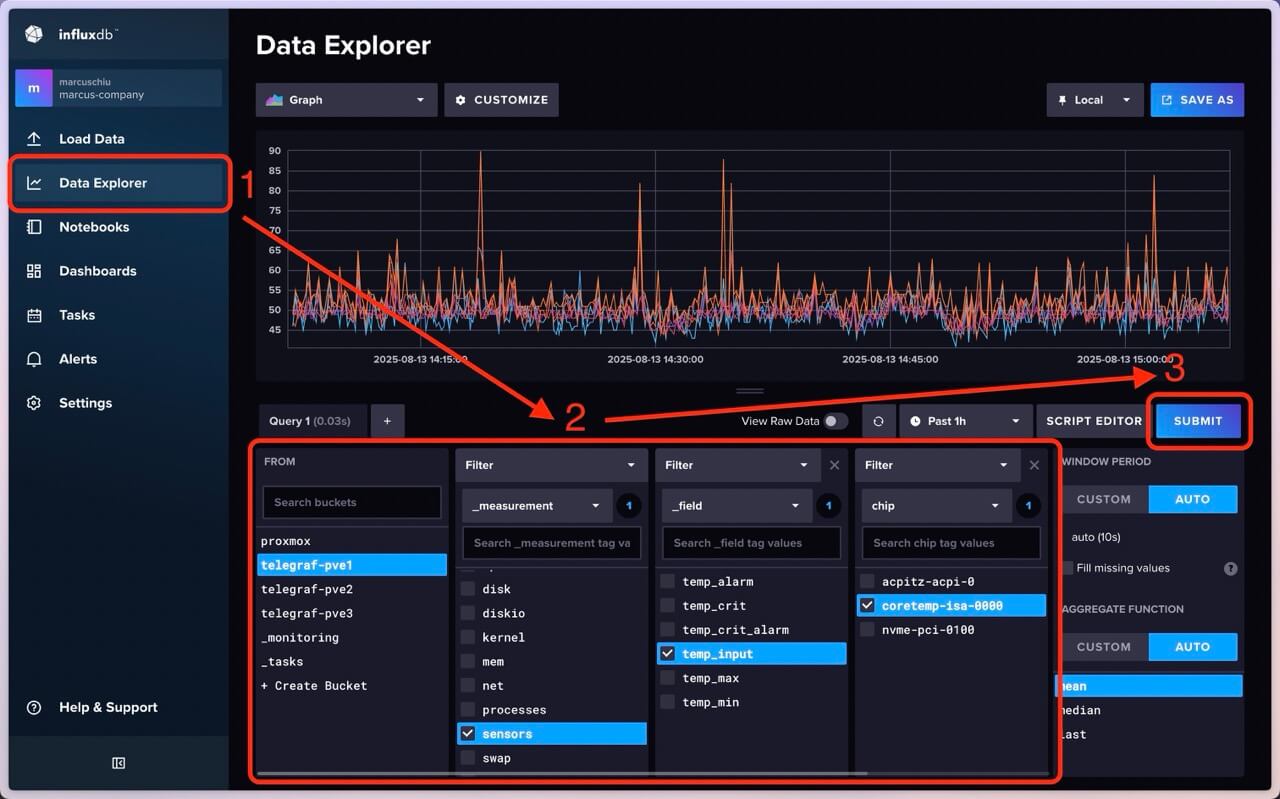 influxdb™
m
marcuschiu
marcus-company
Load Data
Data Explorer
Notebooks
Dashboards
Tasks
Alerts
Settings
Help & Support
1
Data Explorer
Graph
CUSTOMIZE
Local
SAVE AS
90
85
80
75
70
65
60
55
50
45
2025-08-13 14:15:00
2025-08-13 14:30:00
2025-08-13 14:45:00
2025-08-13 15:00:00
2
3
Query 1 (0.03s)
+
View Raw Data
Past 1h
SCRIPT EDITOR
SUBMIT
FROM
Search buckets
proxmox
telegraf-pve1
telegraf-pve2
telegraf-pve3
_monitoring
_tasks
+ Create Bucket
Filter
_measurement
1
Search _measurement tag va
disk
diskio
kernel
mem
net
processes
sensors
swap
Filter
_field
1
Search _field tag values
temp_alarm
temp_crit
temp_crit_alarm
temp_input
temp_max
temp_min
Filter
chip
1
Search chip tag values
acpitz-acpi-0
coretemp-isa-0000
nvme-pci-0100
WINDOW PERIOD
CUSTOM
AUTO
auto (10s)
Fill missing values
?
AGGREGATE FUNCTION
CUSTOM
AUTO
mean
median
last